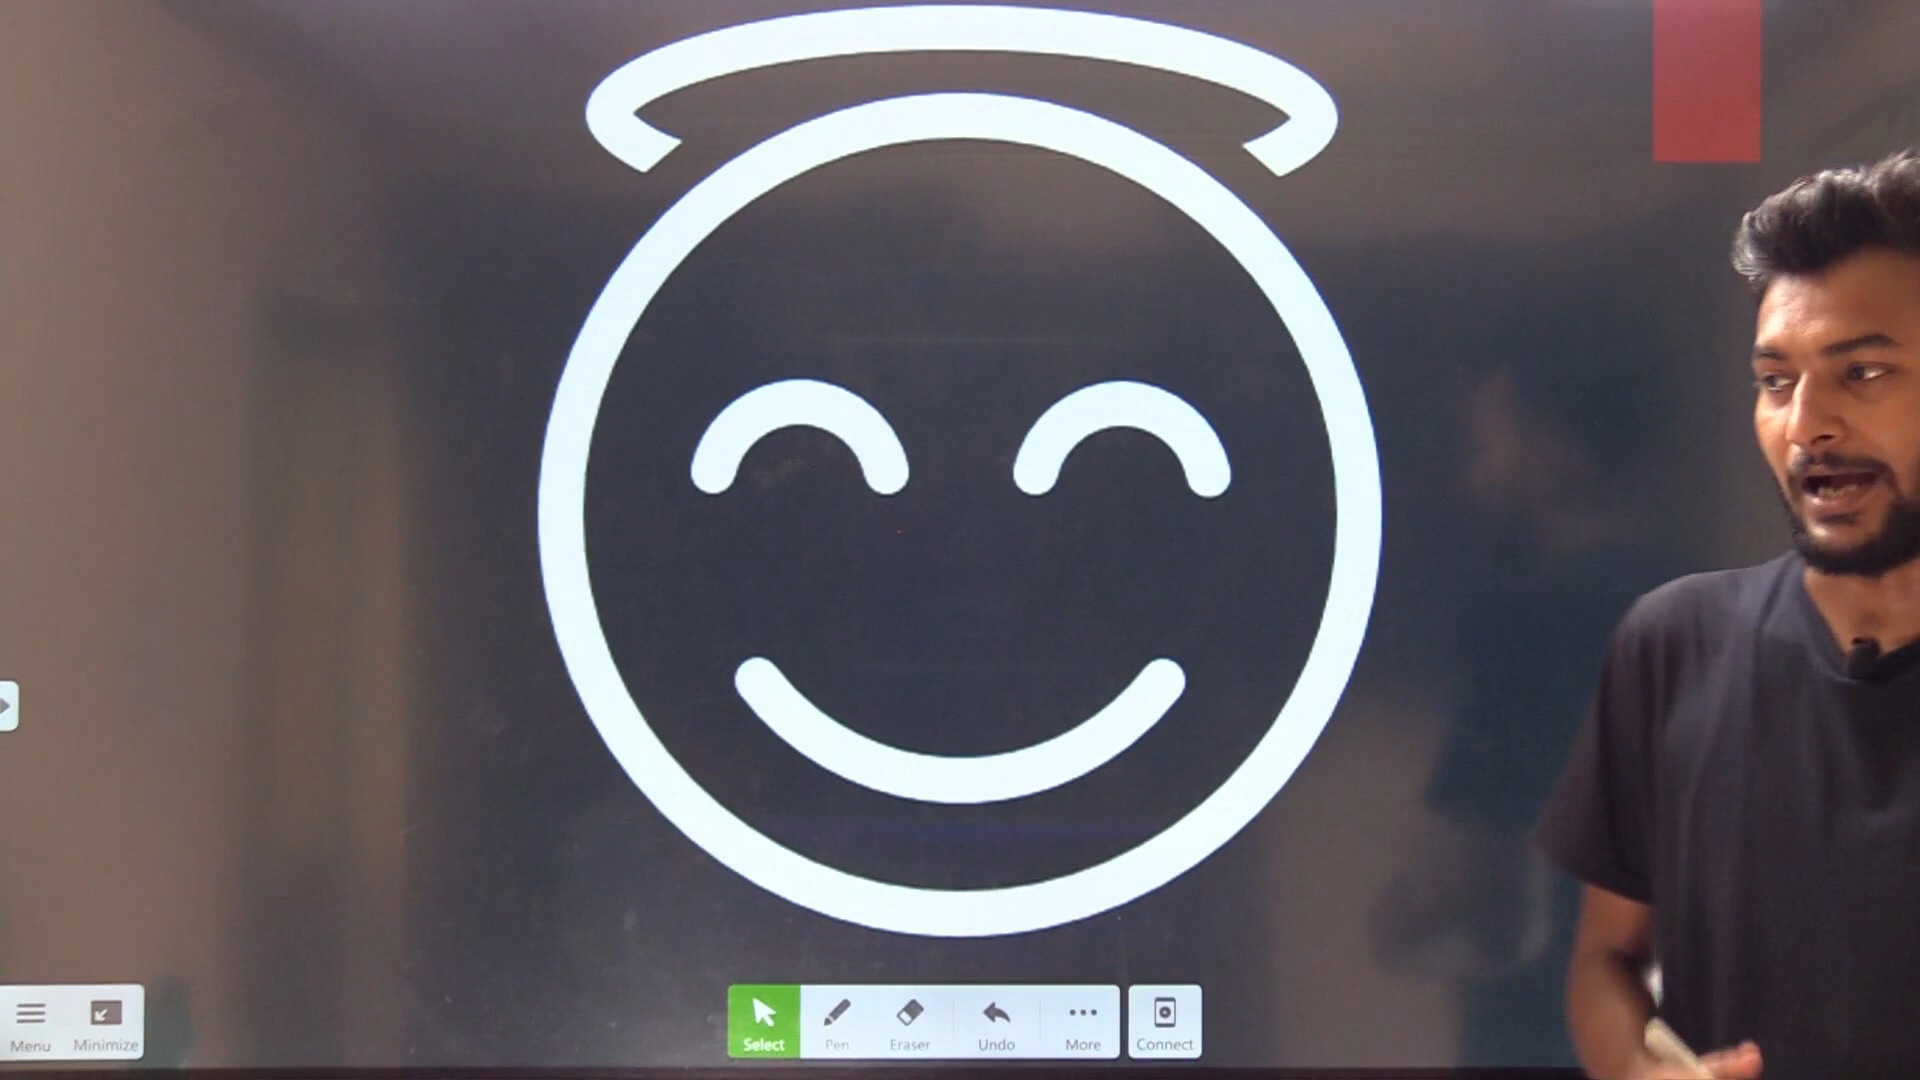 Menu
Minimize
Select
Pen
Eraser
Undo
More
Connect